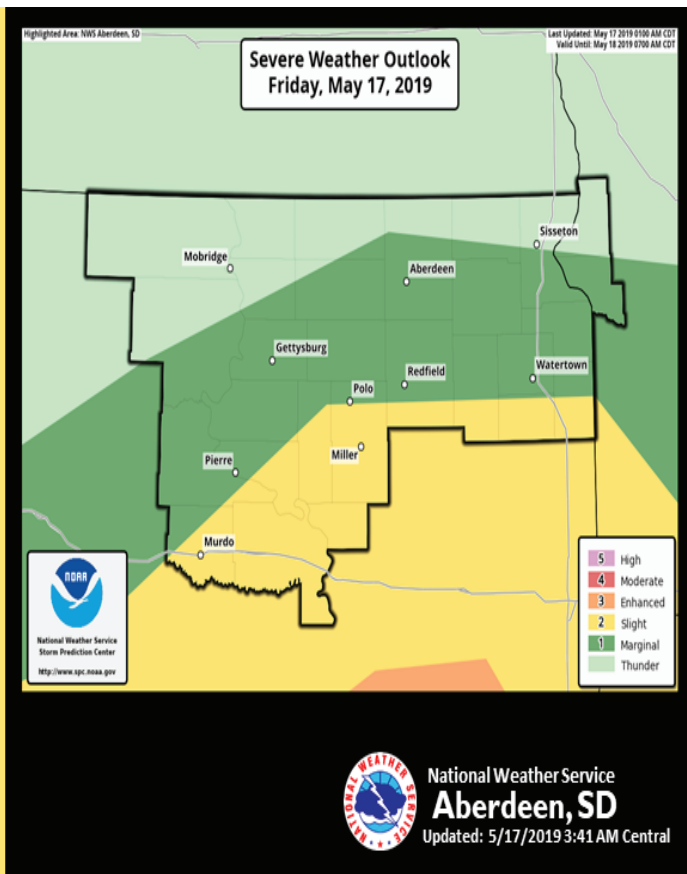 Highlighted Area: NWS Aberdeen, SD
Last Updated: May 17 2019 0100 AM CDT
Valid Until: May 18 2019 0700 AM CDT
Severe Weather Outlook
Friday, May 17, 2019
Sisseton
Mobridge
Aberdeen
Gettysburg
Redfield
Watertown
Polo
Miller
Pierre
Murdo
NOAA
National Weather Service
Storm Prediction Center
http://www.spc.noaa.gov
5 High
4 Moderate
3 Enhanced
2 Slight
1 Marginal
Thunder
NATIONAL WEATHER SERVICE
National Weather Service
Aberdeen, SD
Updated: 5/17/2019 3:41 AM Central